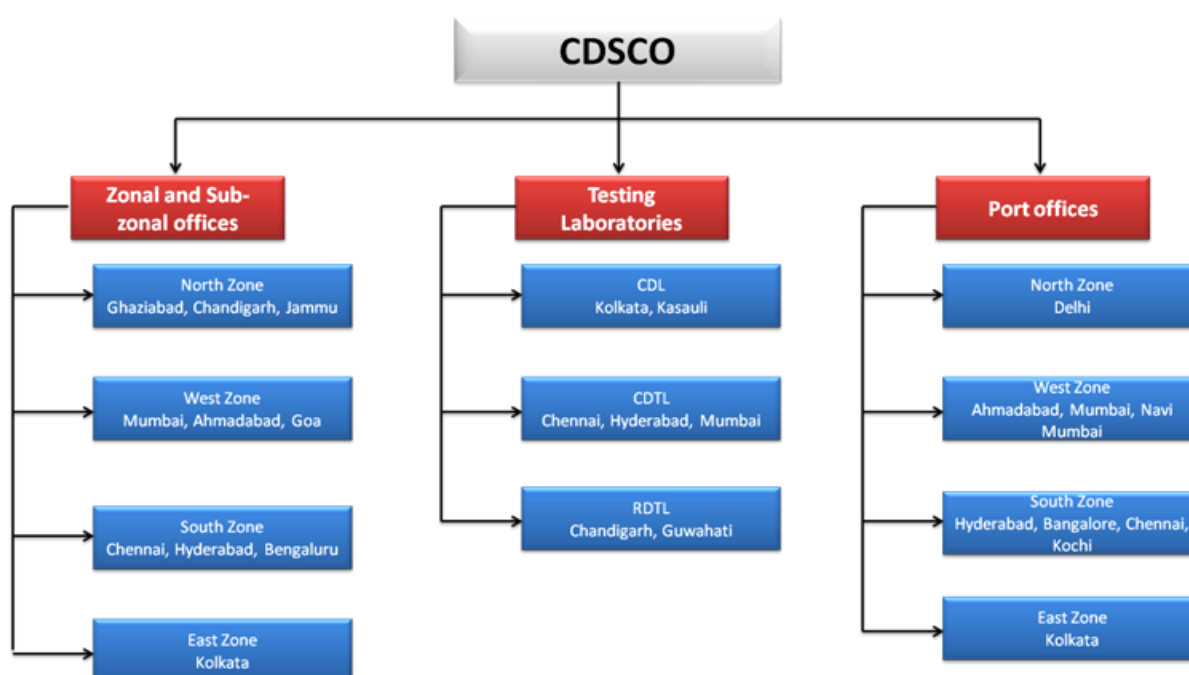 CDSCO
Zonal and Sub-
zonal offices
North Zone
Ghaziabad, Chandigarh, Jammu
West Zone
Mumbai, Ahmadabad, Goa
South Zone
Chennai, Hyderabad, Bengaluru
East Zone
Kolkata
Testing
Laboratories
CDL
Kolkata, Kasauli
CDTL
Chennai, Hyderabad, Mumbai
RDTL
Chandigarh, Guwahati
Port offices
North Zone
Delhi
West Zone
Ahmadabad, Mumbai, Navi
Mumbai
South Zone
Hyderabad, Bangalore, Chennai,
Kochi
East Zone
Kolkata